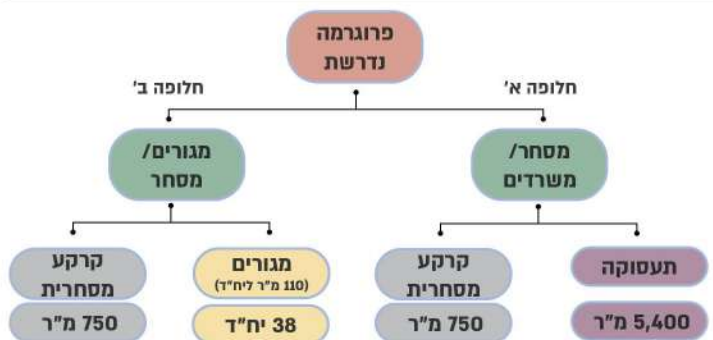 פרוגרמה
נדרשת
חלופה א'
חלופה ב'
מסחר/
משרדים
מגורים/
מסחר
תעסוקה
5,400 מ"ר
קרקע
מסחרית
750 מ"ר
מגורים
(110 מ"ר ליח"ד)
38 יח"ד
קרקע
מסחרית
750 מ"ר